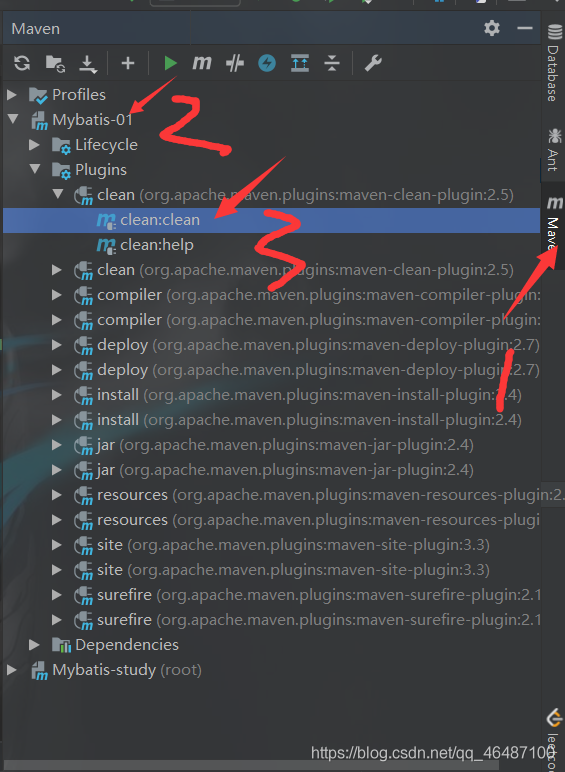 Maven
Profiles
Mybatis-01
2
Lifecycle
Plugins
clean (org.apache.maven.plugins:maven-clean-plugin:2.5)
clean:clean
clean:help
3
clean (org.apache.maven.plugins:maven-clean-plugin:2.5)
compiler (org.apache.maven.plugins:maven-compiler-plugin:
compiler (org.apache.maven.plugins:maven-compiler-plugin:
deploy (org.apache.maven.plugins:maven-deploy-plugin:2.7)
deploy (org.apache.maven.plugins:maven-deploy-plugin:2.7)
install (org.apache.maven.plugins:maven-install-plugin:2.4)
install (org.apache.maven.plugins:maven-install-plugin:2.4)
jar (org.apache.maven.plugins:maven-jar-plugin:2.4)
jar (org.apache.maven.plugins:maven-jar-plugin:2.4)
resources (org.apache.maven.plugins:maven-resources-plugin:2.
resources (org.apache.maven.plugins:maven-resources-plugi
site (org.apache.maven.plugins:maven-site-plugin:3.3)
site (org.apache.maven.plugins:maven-site-plugin:3.3)
surefire (org.apache.maven.plugins:maven-surefire-plugin:2.1
surefire (org.apache.maven.plugins:maven-surefire-plugin:2.1
Dependencies
Mybatis-study (root)
Database
Ant
Maven
1
leetco
https://blog.csdn.net/qq_46487100